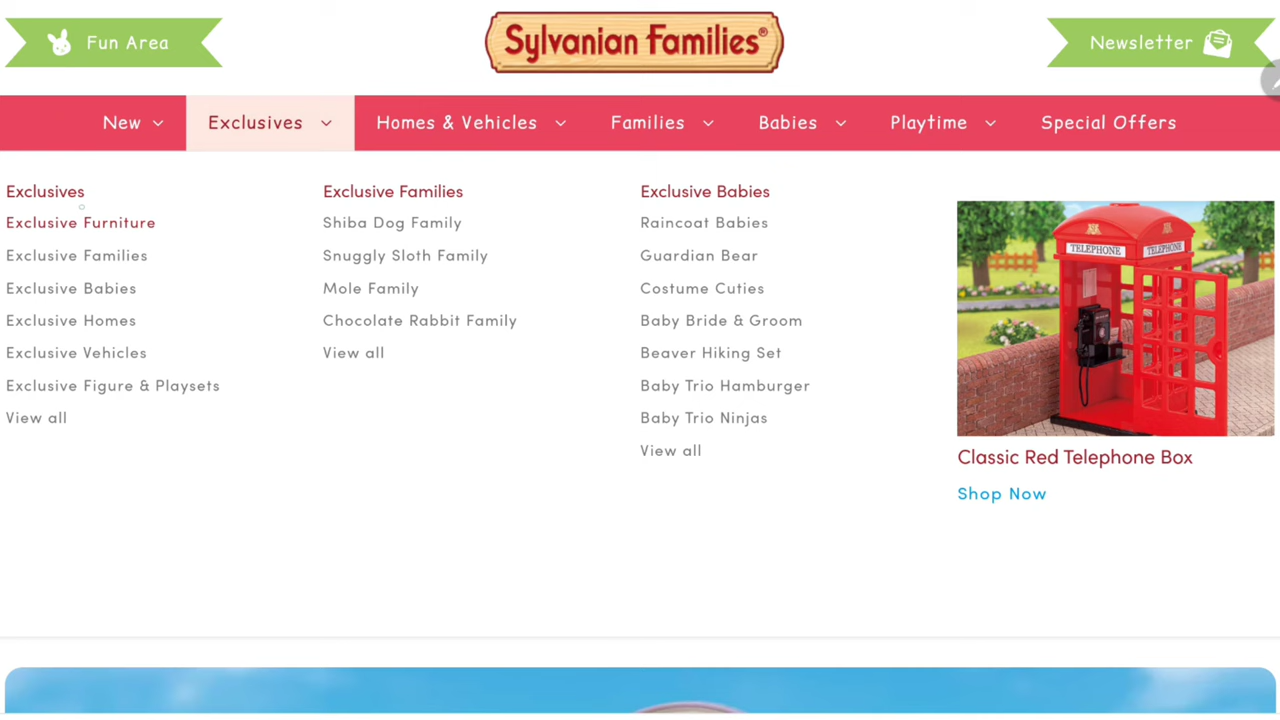 Fun Area
Sylvanian Families®
Newsletter
New
Exclusives
Homes & Vehicles
Families
Babies
Playtime
Special Offers
Exclusives
Exclusive Furniture
Exclusive Families
Exclusive Babies
Exclusive Homes
Exclusive Vehicles
Exclusive Figure & Playsets
View all
Exclusive Families
Shiba Dog Family
Snuggly Sloth Family
Mole Family
Chocolate Rabbit Family
View all
Exclusive Babies
Raincoat Babies
Guardian Bear
Costume Cuties
Baby Bride & Groom
Beaver Hiking Set
Baby Trio Hamburger
Baby Trio Ninjas
View all
TELEPHONE
TELEPHONE
Classic Red Telephone Box
Shop Now